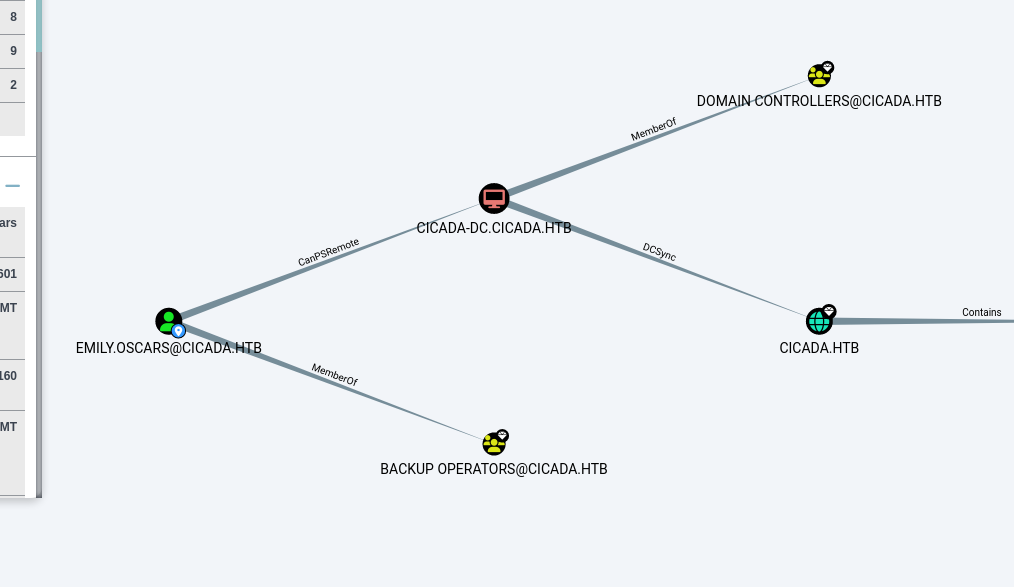 8
9
2
ars
601
MT
160
MT
DOMAIN CONTROLLERS@CICADA.HTB
MemberOf
CICADA-DC.CICADA.HTB
CanPSRemote
DCSync
Contains
EMILY.OSCARS@CICADA.HTB
CICADA.HTB
MemberOf
BACKUP OPERATORS@CICADA.HTB